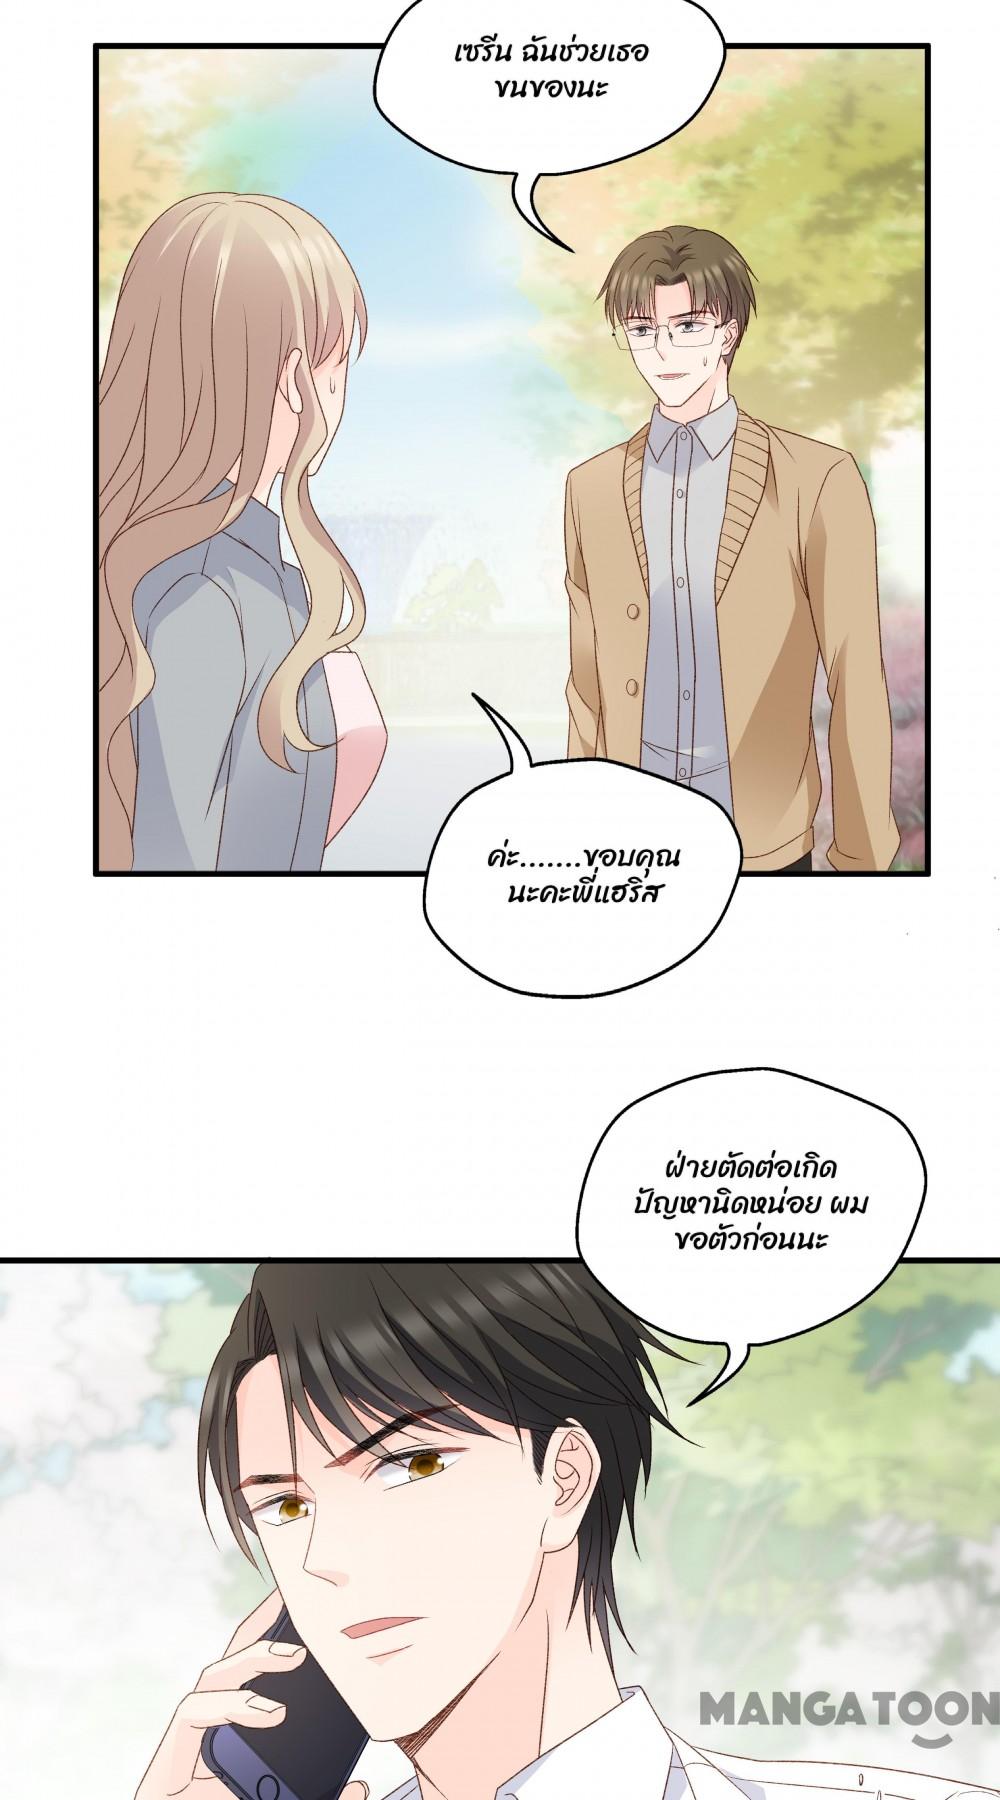 เซรีน ฉันช่วยเธอ
ขนของนะ
ค่ะ.......ขอบคุณ
นะคะพี่แฮริส
ฝ่ายตัดต่อเกิด
ปัญหานิดหน่อย ผม
ขอตัวก่อนนะ
MANGATOON